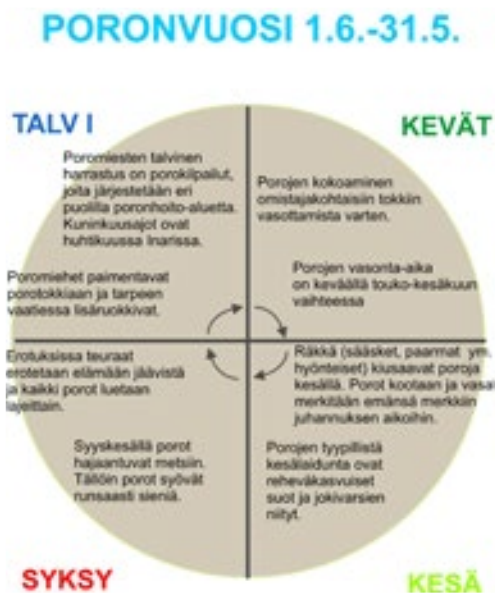 PORONVUOSI 1.6.-31.5.
TALV I
Poromiesten talvinen
harrastus on porokilpailut,
joita järjestetään eri
puolilla poronhoito-aluetta.
Kuninkuusajot ovat
huhtikuussa Inarissa.
Poromiehet paimentavat
porotokkiaan ja tarpeen
vaatiessa lisäruokkivat.
KEVÄT
Porojen kokoaminen
omistajakohtaisiin tokkiin
vasottamista varten.
Porojen vasonta-aika
on keväällä touko-kesäkuun
vaihteessa
Erotuksissa teuraat
erotetaan elämään jäävistä
ja kaikki porot luetaan
lajeittain.
Syyskesällä porot
hajaantuvat metsiin.
Tällöin porot syövät
runsaasti sieniä.
SYKSY
Räkkä (sääsket, paarmat ym.
hyönteiset) kiusaavat poroja
kesällä. Porot kootaan ja vasat
merkitään emänsä merkkiin
juhannuksen aikoihin.
Porojen tyypillistä
kesälaidunta ovat
reheväkasvuiset
suot ja jokivarsien
niityt.
KESÄ